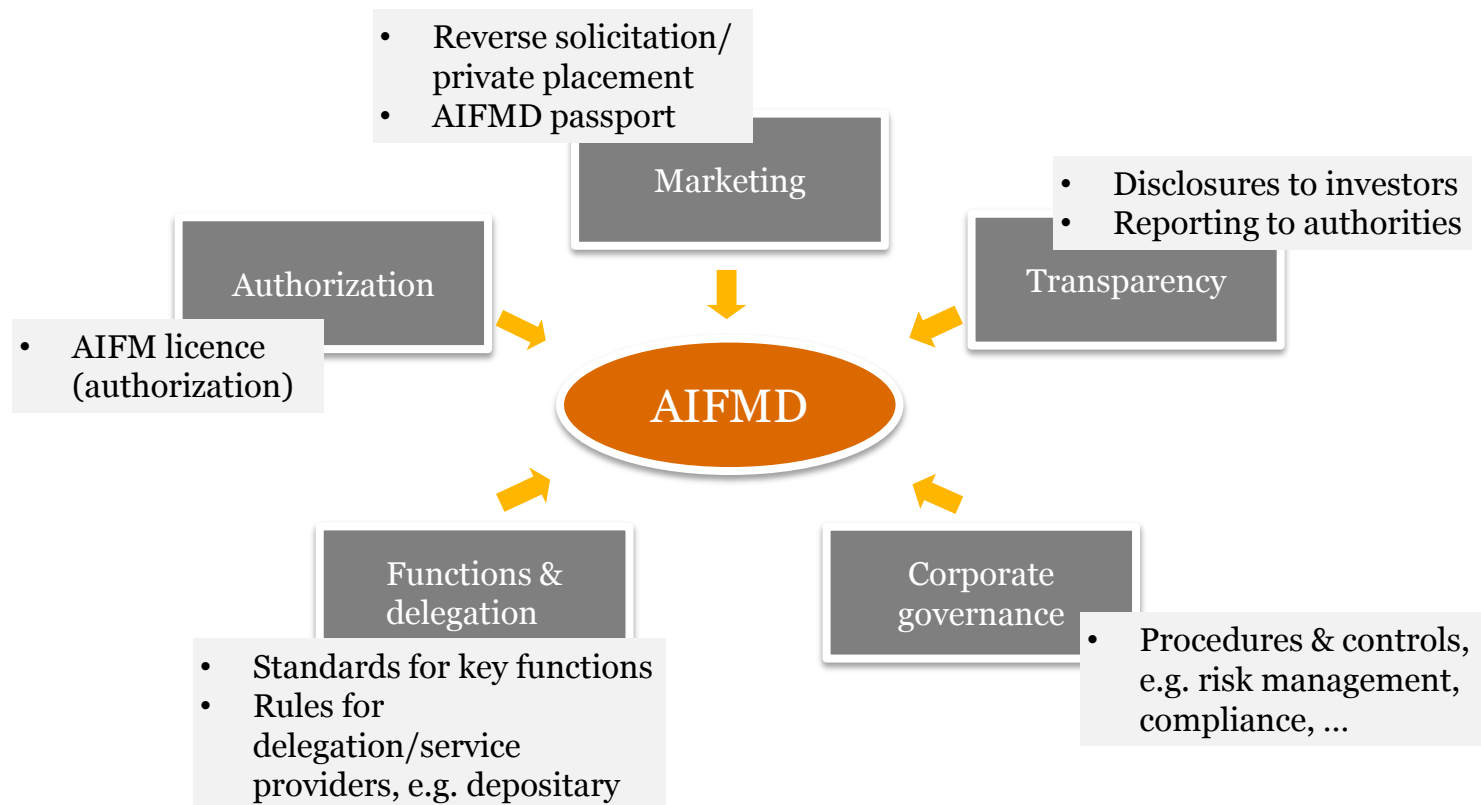 • Reverse solicitation/
private placement
• AIFMD passport
Marketing
• Disclosures to investors
• Reporting to authorities
Transparency
Authorization
• AIFM licence
(authorization)
AIFMD
Functions &
delegation
• Standards for key functions
• Rules for
delegation/service
providers, e.g. depositary
Corporate
governance
• Procedures & controls,
e.g. risk management,
compliance, ...